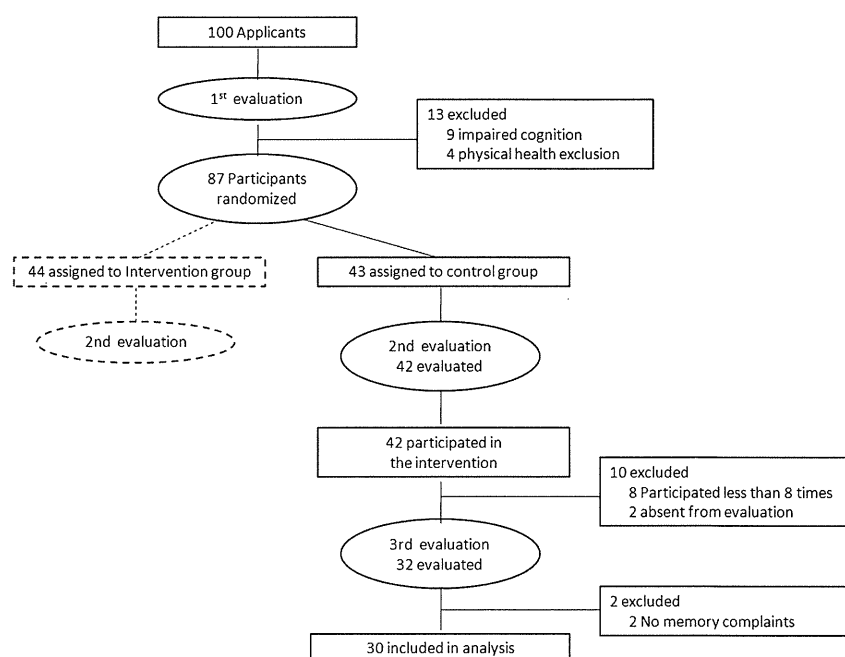 100 Applicants
1st evaluation
13 excluded
9 impaired cognition
4 physical health exclusion
87 Participants
randomized
44 assigned to Intervention group
43 assigned to control group
2nd evaluation
2nd evaluation
42 evaluated
42 participated in
the intervention
10 excluded
8 Participated less than 8 times
2 absent from evaluation
3rd evaluation
32 evaluated
2 excluded
2 No memory complaints
30 included in analysis